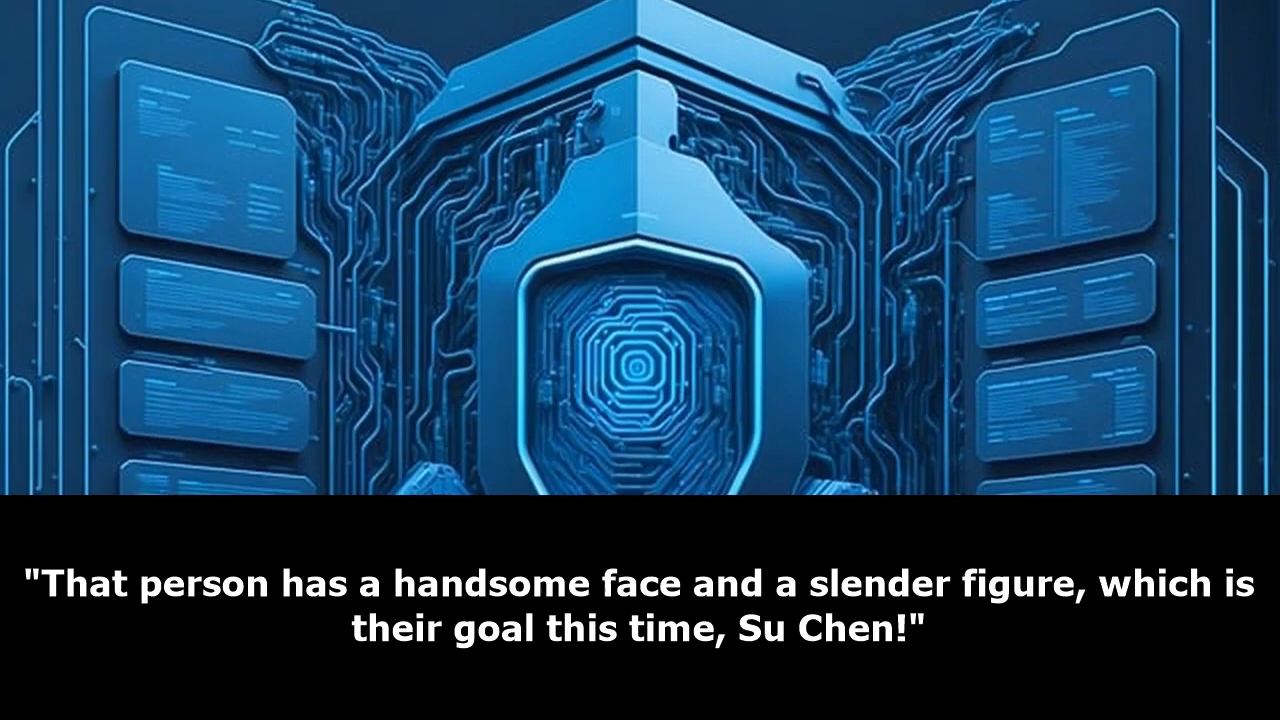 "That person has a handsome face and a slender figure, which is
their goal this time, Su Chen!"